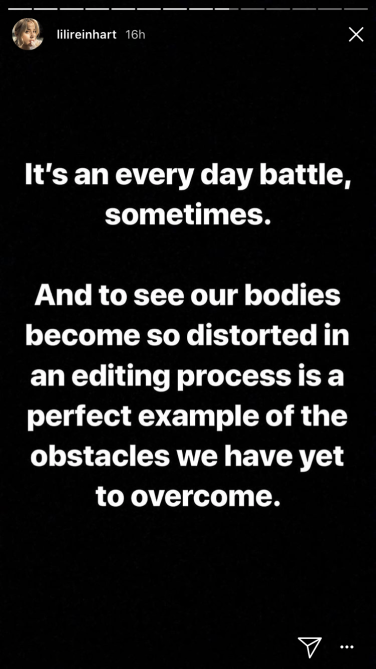 lilireinhart 16h
It's an every day battle,
sometimes.
And to see our bodies
become so distorted in
an editing process is a
perfect example of the
obstacles we have yet
to overcome.